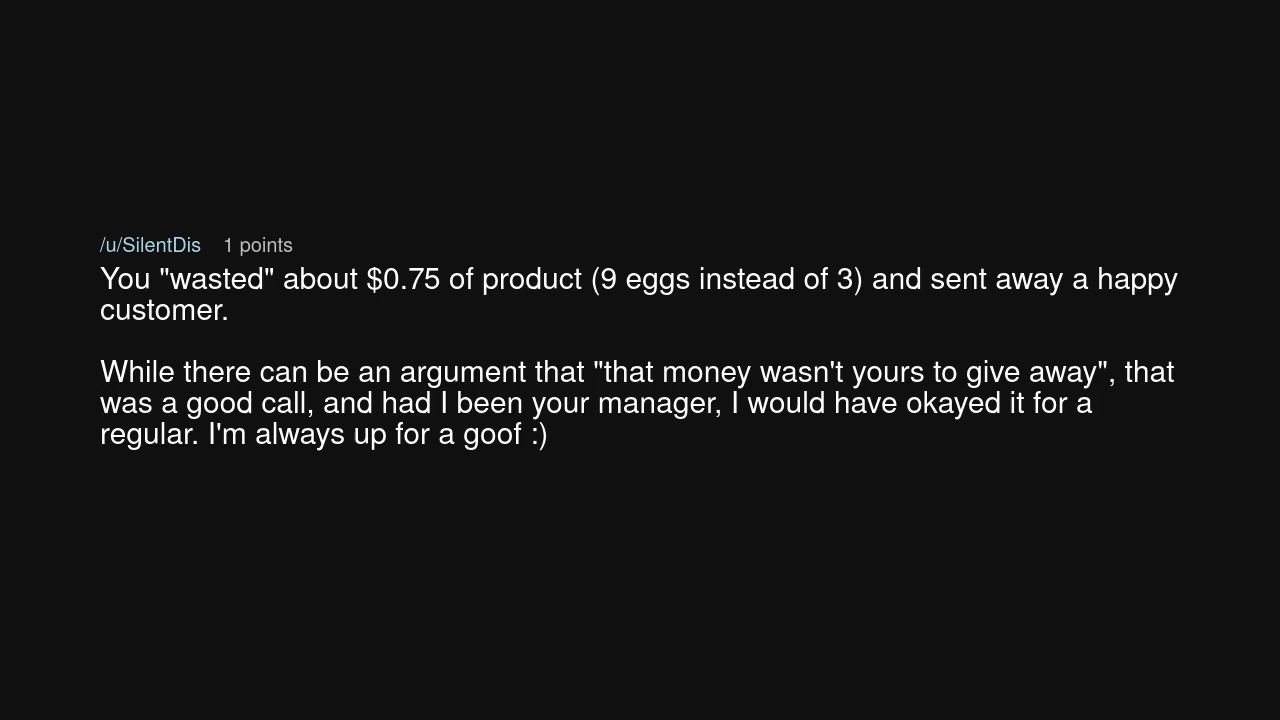 /u/SilentDis 1 points
You "wasted" about $0.75 of product (9 eggs instead of 3) and sent away a happy
customer.
While there can be an argument that "that money wasn't yours to give away", that
was a good call, and had I been your manager, I would have okayed it for a
regular. I'm always up for a goof :)